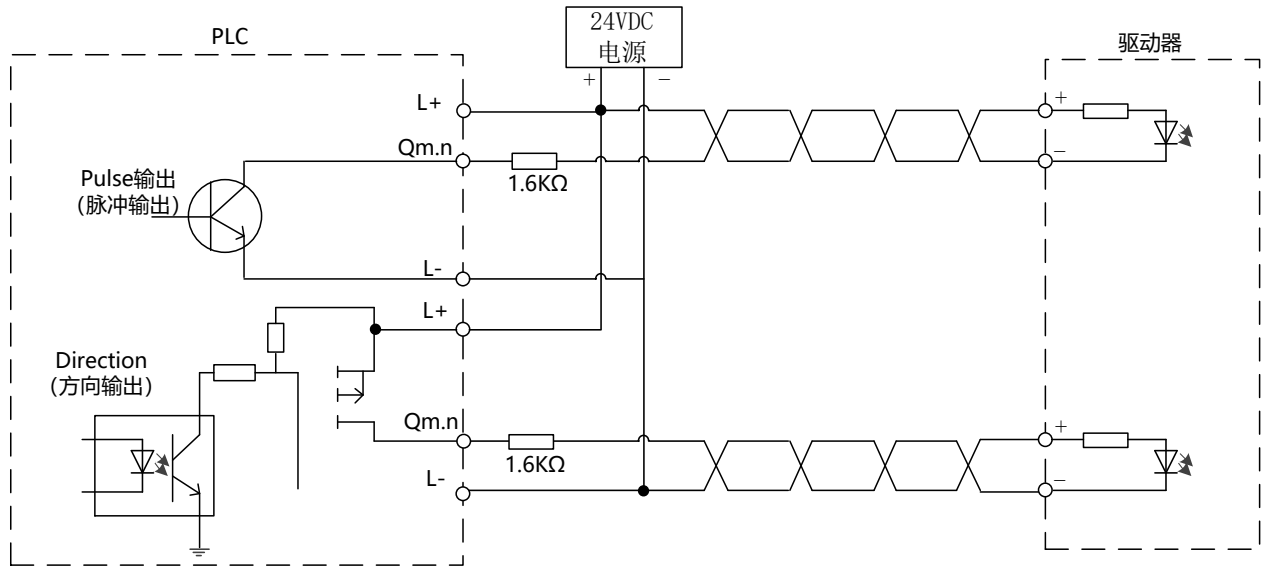 PLC
24VDC
电源
+
−
驱动器
L+
+
Qm.n
−
1.6KΩ
Pulse输出
(脉冲输出)
L-
L+
Direction
(方向输出)
Qm.n
+
1.6KΩ
L-
−